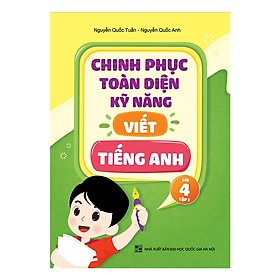 Nguyễn Quốc Tuấn - Nguyễn Quốc Anh
CHINH PHỤC
TOÀN DIỆN
KỸ NĂNG
VIẾT
TIẾNG ANH
LỚP
4
TẬP 1
NHÀ XUẤT BẢN ĐẠI HỌC QUỐC GIA HÀ NỘI